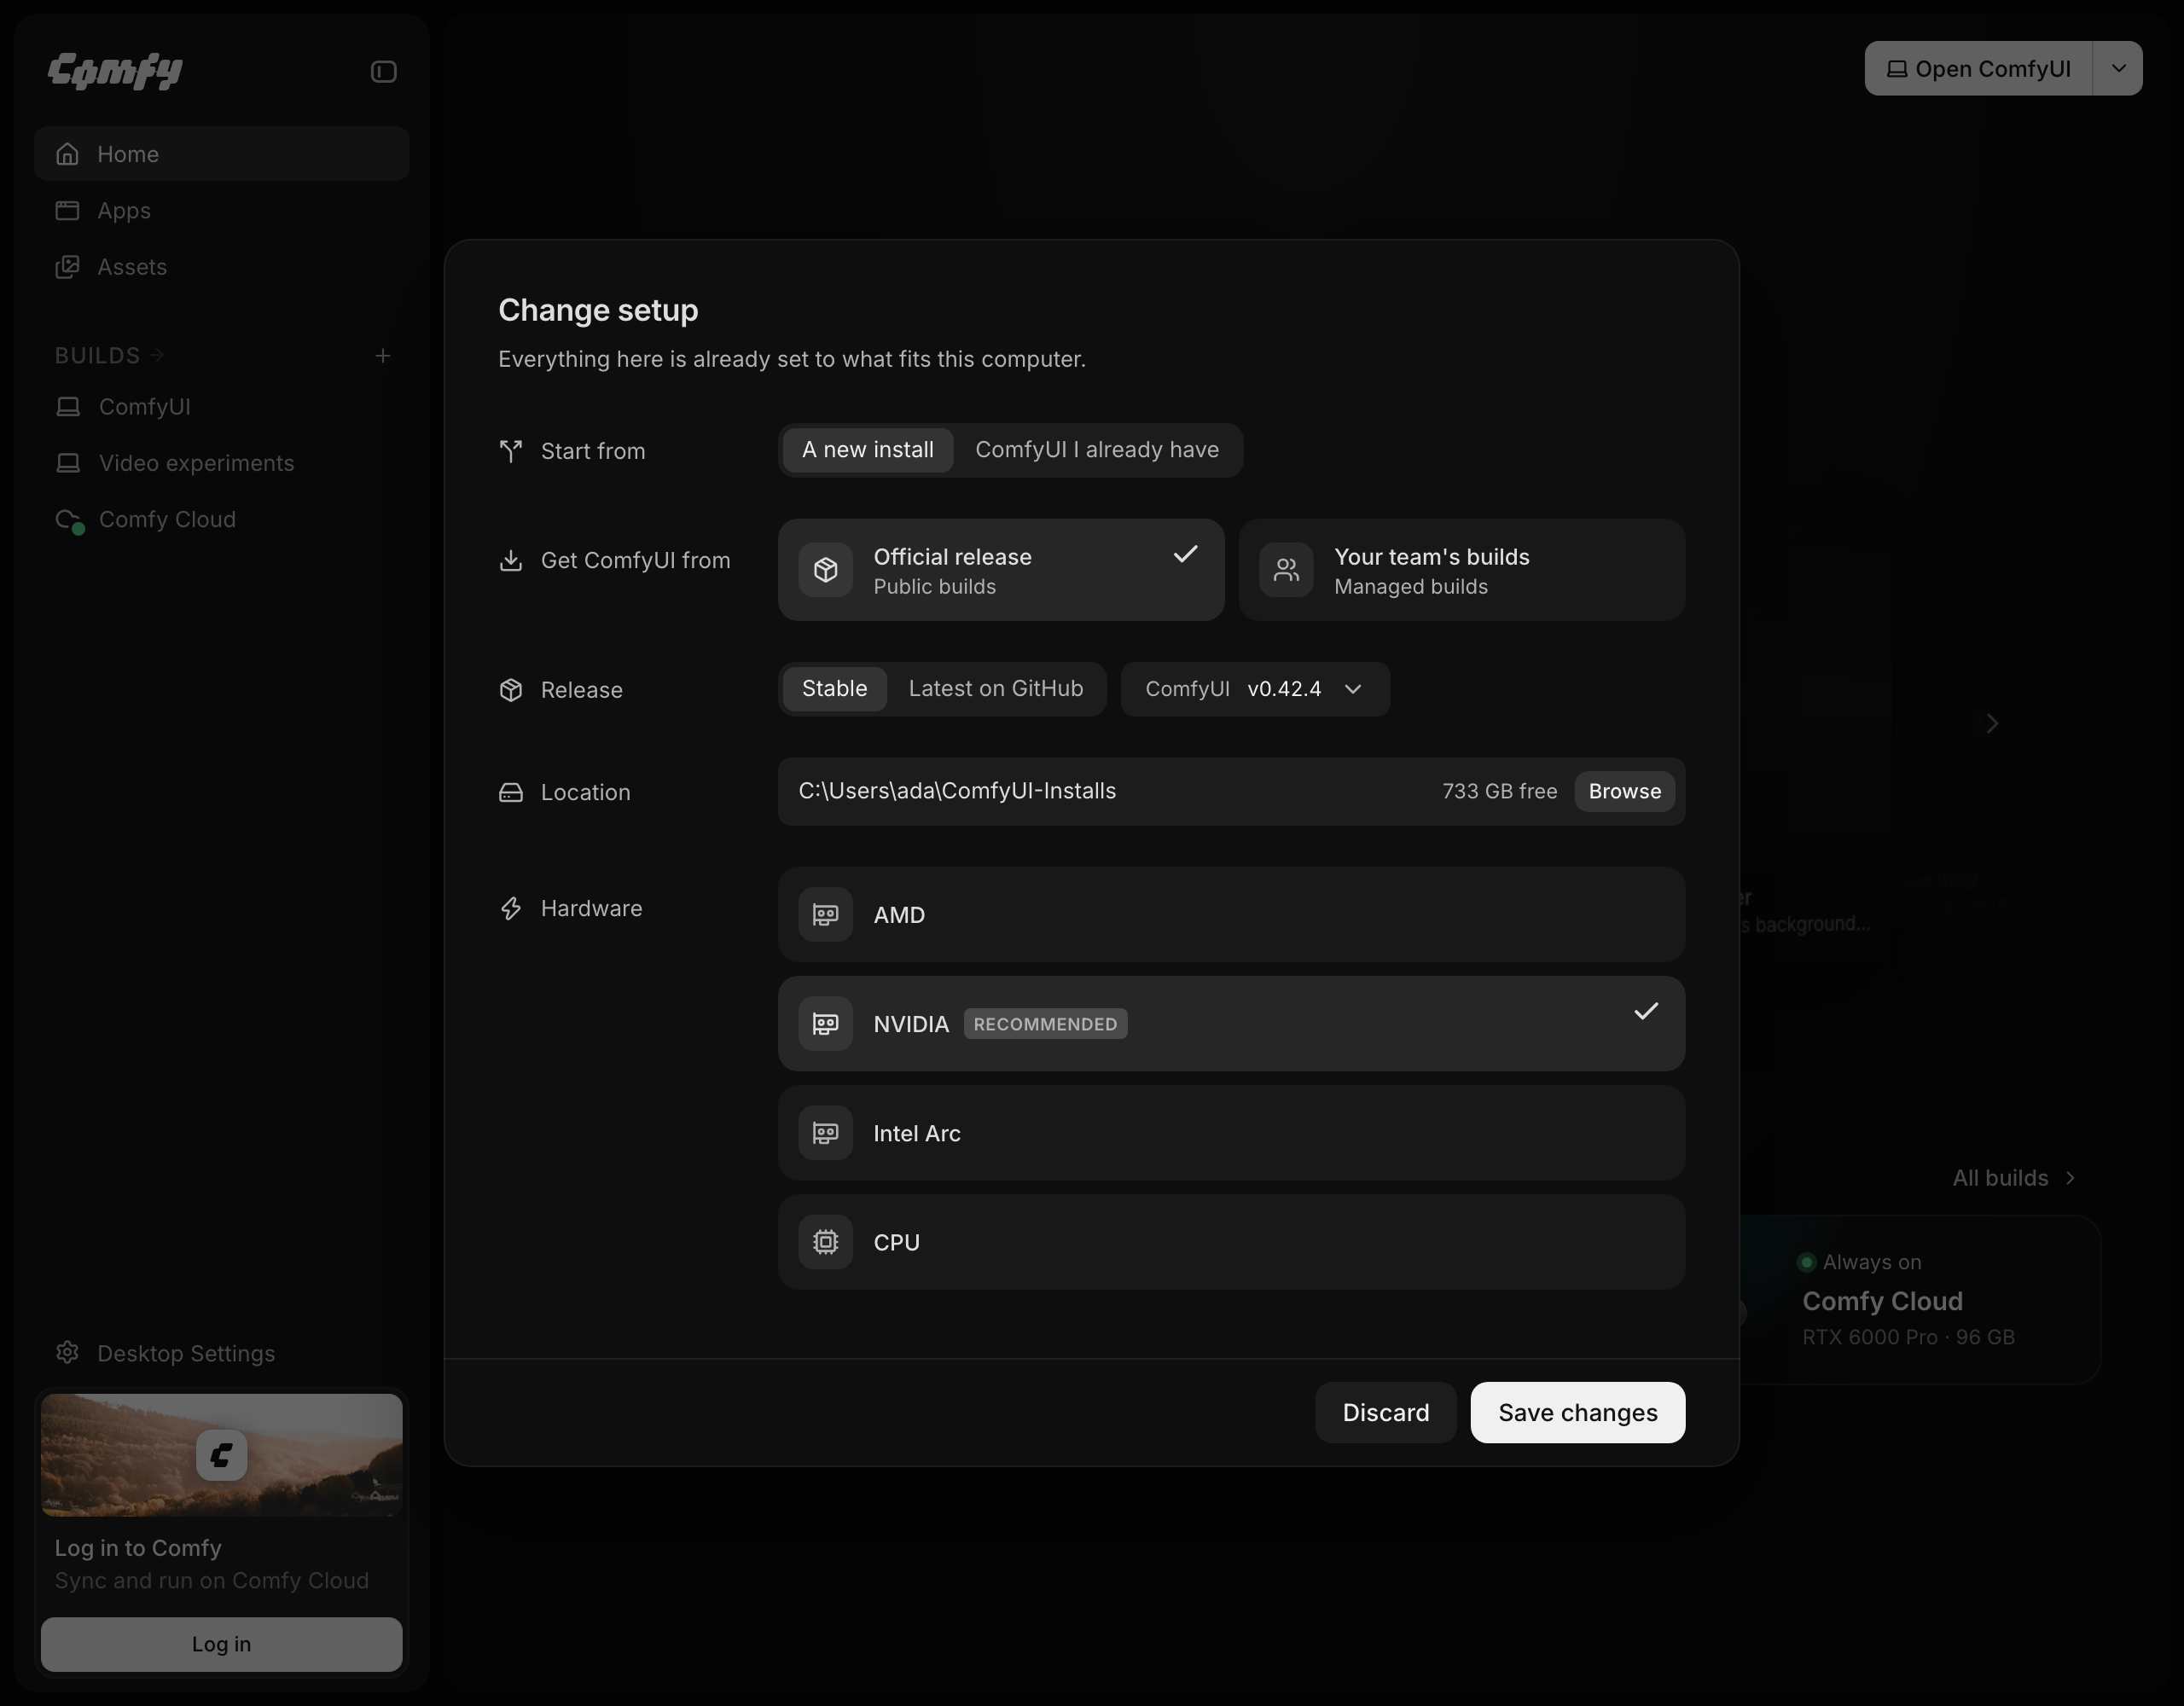 Comfy
Open ComfyUI
Home
Apps
Assets
BUILDS
ComfyUI
Video experiments
Comfy Cloud
Change setup
Everything here is already set to what fits this computer.
Start from
A new install
ComfyUI I already have
Get ComfyUI from
Official release
Public builds
Your team's builds
Managed builds
Release
Stable
Latest on GitHub
ComfyUI v0.42.4
Location
C:\Users\ada\ComfyUI-Installs
733 GB free
Browse
Hardware
AMD
NVIDIA RECOMMENDED
Intel Arc
CPU
Discard
Save changes
s background...
All builds
Always on
Comfy Cloud
RTX 6000 Pro · 96 GB
Desktop Settings
Log in to Comfy
Sync and run on Comfy Cloud
Log in